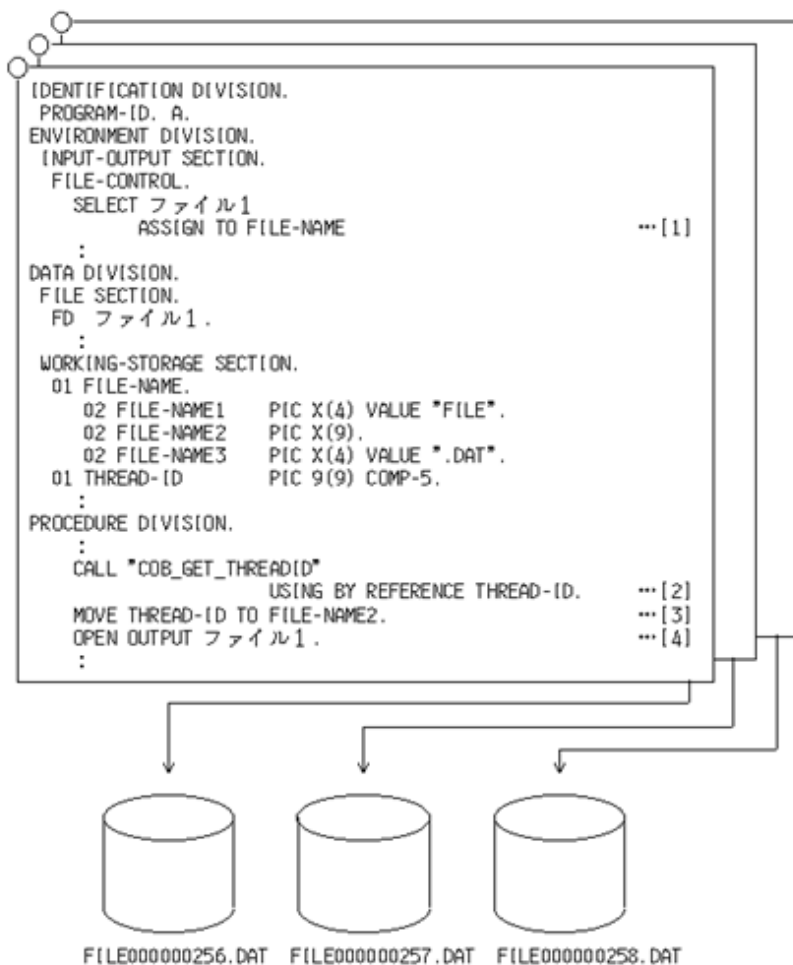 IDENTIFICATION DIVISION.
PROGRAM-ID. A.
ENVIRONMENT DIVISION.
INPUT-OUTPUT SECTION.
FILE-CONTROL.
SELECT ファイル1
ASSIGN TO FILE-NAME …[1]
:
DATA DIVISION.
FILE SECTION.
FD ファイル1.
:
WORKING-STORAGE SECTION.
01 FILE-NAME.
02 FILE-NAME1 PIC X(4) VALUE "FILE".
02 FILE-NAME2 PIC X(9).
02 FILE-NAME3 PIC X(4) VALUE ".DAT".
01 THREAD-ID PIC 9(9) COMP-5.
:
PROCEDURE DIVISION.
:
CALL "COB_GET_THREADID"
USING BY REFERENCE THREAD-ID. …[2]
MOVE THREAD-ID TO FILE-NAME2. …[3]
OPEN OUTPUT ファイル1. …[4]
:
FILE000000256.DAT FILE000000257.DAT FILE000000258.DAT